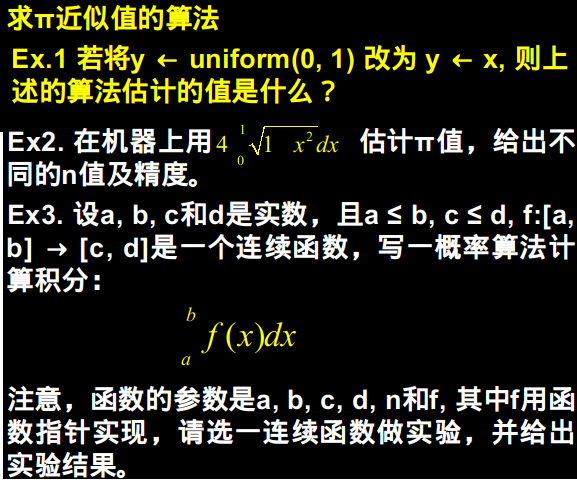 求π近似值的算法
Ex.1 若将y ← uniform(0, 1) 改为 y ← x, 则上
述的算法估计的值是什么？
Ex2. 在机器上用 4 ₀¹ √1 x² dx 估计π值，给出不
同的n值及精度。
Ex3. 设a, b, c和d是实数，且a ≤ b, c ≤ d, f:[a,
b] → [c, d]是一个连续函数，写一概率算法计
算积分：
b
f (x)dx
a
注意，函数的参数是a, b, c, d, n和f, 其中f用函
数指针实现，请选一连续函数做实验，并给出
实验结果。